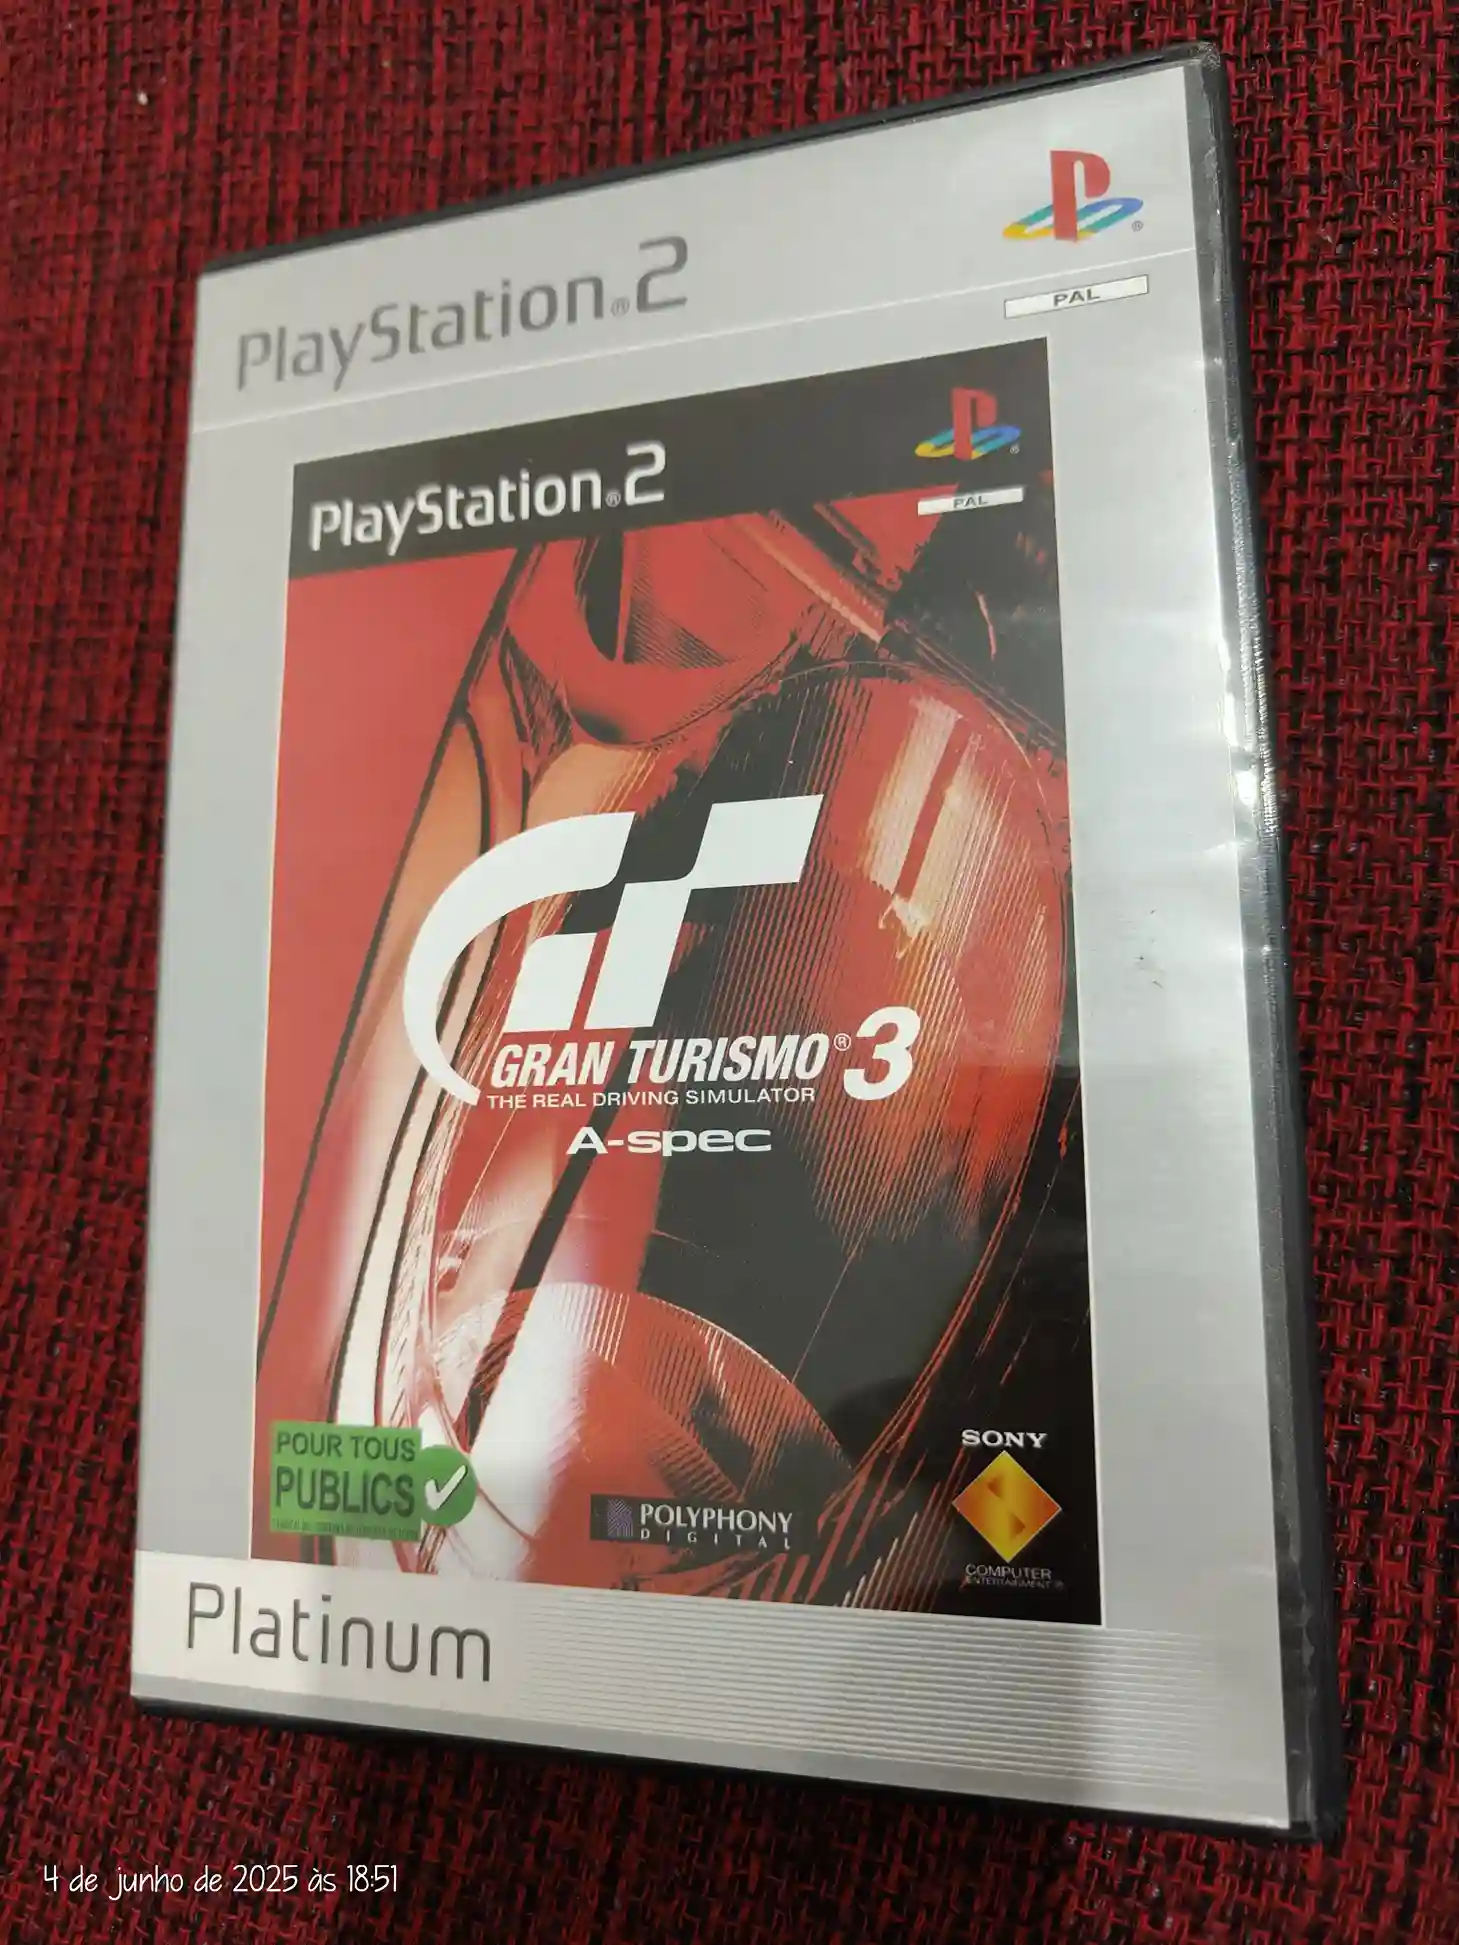 PlayStation®2
PAL
PlayStation®2
PAL
GRAN TURISMO® 3
THE REAL DRIVING SIMULATOR
A-spec
POUR TOUS
PUBLICS
POLYPHONY
DIGITAL
SONY
COMPUTER
ENTERTAINMENT®
Platinum
4 de junho de 2025 às 18:51